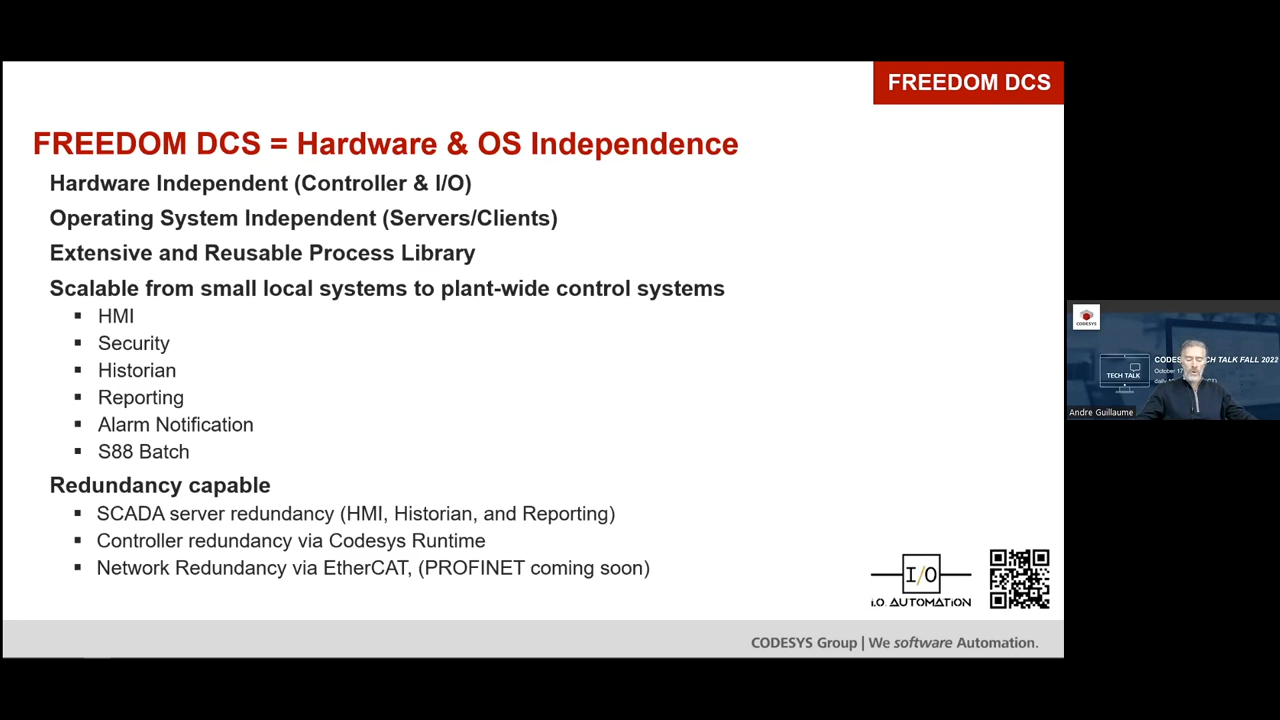 FREEDOM DCS
FREEDOM DCS = Hardware & OS Independence
Hardware Independent (Controller & I/O)
Operating System Independent (Servers/Clients)
Extensive and Reusable Process Library
Scalable from small local systems to plant-wide control systems
▪ HMI
▪ Security
▪ Historian
▪ Reporting
▪ Alarm Notification
▪ S88 Batch
Redundancy capable
▪ SCADA server redundancy (HMI, Historian, and Reporting)
▪ Controller redundancy via Codesys Runtime
▪ Network Redundancy via EtherCAT, (PROFINET coming soon)
I/O
I.O. AUTOMATION
CODESYS Group | We software Automation.
CODESYS
TECH TALK
TALK FALL 2022
October
daily
Andre Guillaume